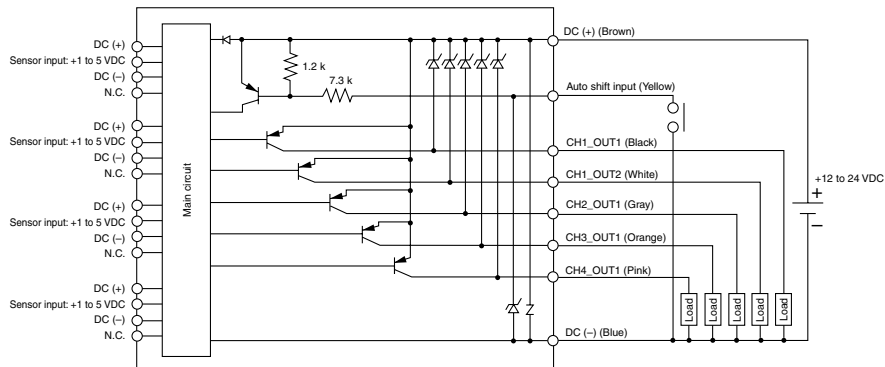 DC (+)
Sensor input: +1 to 5 VDC
DC (–)
N.C.
DC (+)
Sensor input: +1 to 5 VDC
DC (–)
N.C.
DC (+)
Sensor input: +1 to 5 VDC
DC (–)
N.C.
DC (+)
Sensor input: +1 to 5 VDC
DC (–)
N.C.
Main circuit
1.2 k
7.3 k
DC (+) (Brown)
Auto shift input (Yellow)
CH1_OUT1 (Black)
CH1_OUT2 (White)
CH2_OUT1 (Gray)
CH3_OUT1 (Orange)
CH4_OUT1 (Pink)
DC (–) (Blue)
Load
Load
Load
Load
Load
+12 to 24 VDC
+
–